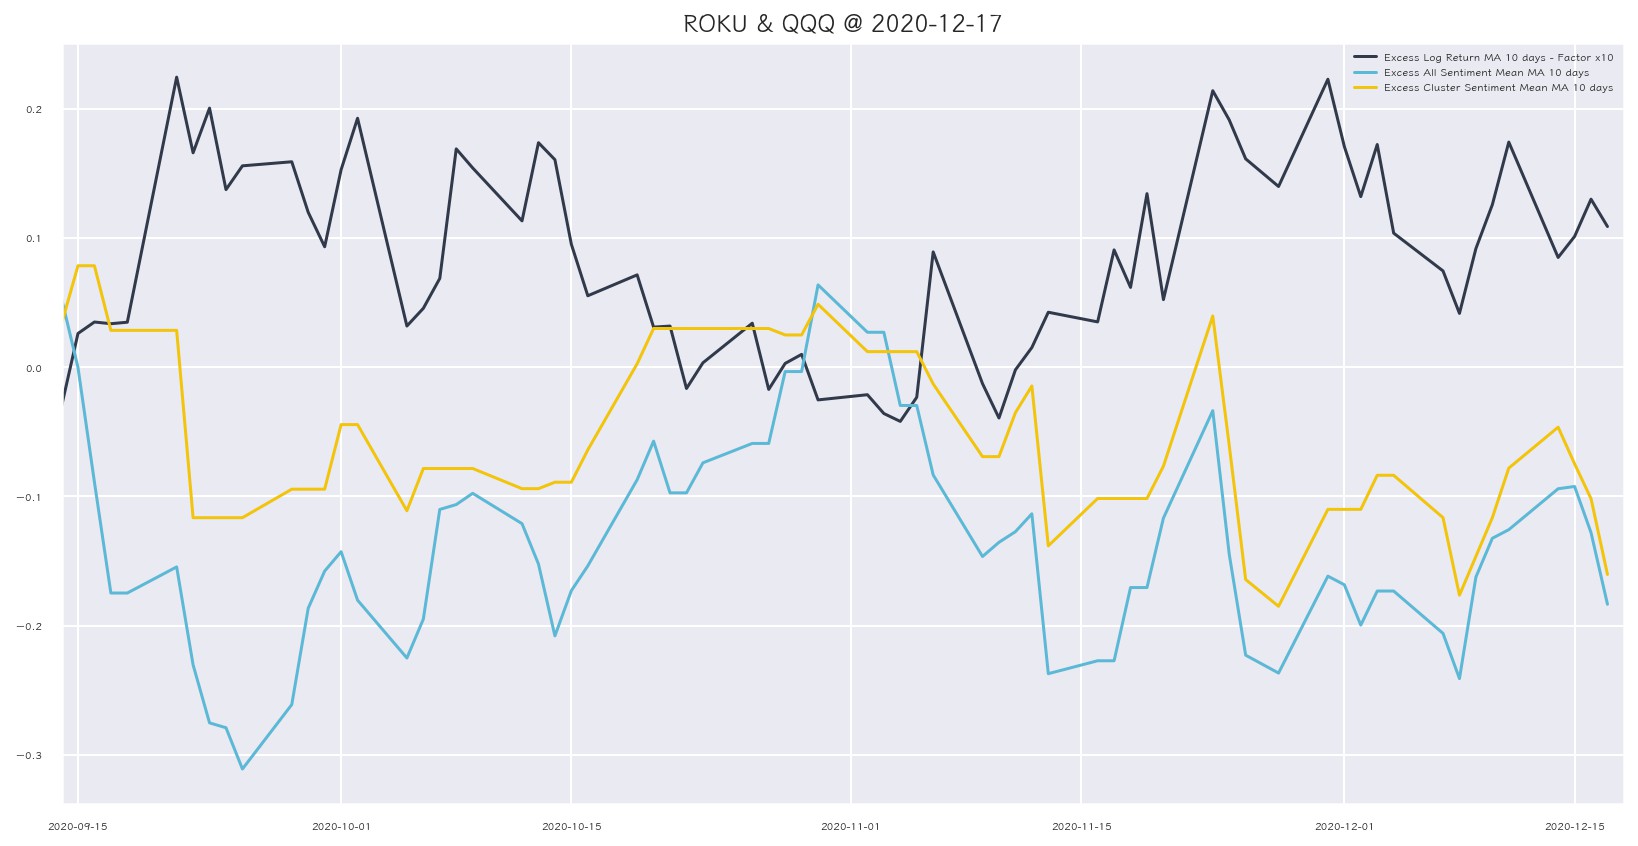 ROKU & QQQ @ 2020-12-17
Excess Log Return MA 10 days - Factor x10
Excess All Sentiment Mean MA 10 days
Excess Cluster Sentiment Mean MA 10 days
0.2
0.1
0.0
−0.1
−0.2
−0.3
2020-09-15 2020-10-01 2020-10-15 2020-11-01 2020-11-15 2020-12-01 2020-12-15